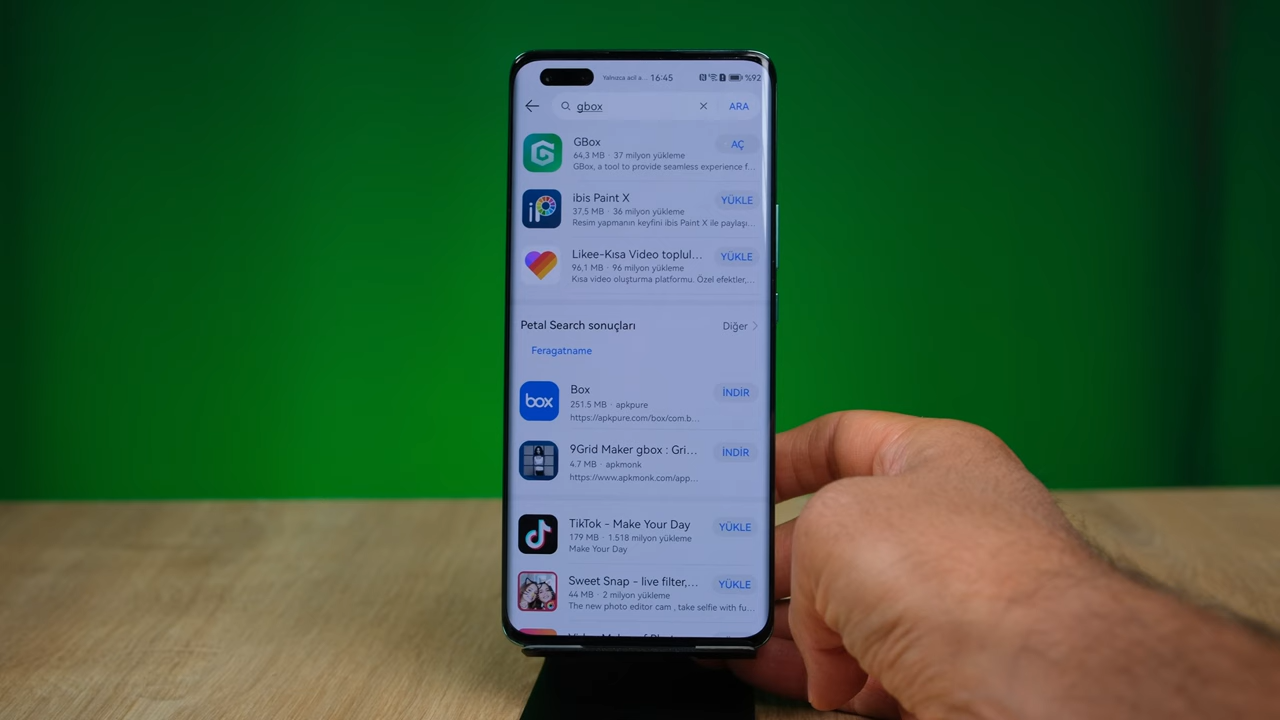 Yalnızca acil a... 16:45 %92
gbox ARA
GBox
AÇ
64,3 MB · 37 milyon yükleme
GBox, a tool to provide seamless experience f...
ibis Paint X
YÜKLE
37,5 MB · 36 milyon yükleme
Resim yapmanın keyfini ibis Paint X ile paylaşı...
Likee-Kısa Video toplul...
YÜKLE
96,1 MB · 96 milyon yükleme
Kısa video oluşturma platformu. Özel efektler,...
Petal Search sonuçları Diğer
Feragatname
box
Box
İNDİR
251.5 MB · apkpure
https://apkpure.com/box/com.b...
9Grid Maker gbox : Gri...
İNDİR
4.7 MB · apkmonk
https://www.apkmonk.com/app...
TikTok - Make Your Day
YÜKLE
179 MB · 1.518 milyon yükleme
Make Your Day
Sweet Snap - live filter,...
YÜKLE
44 MB · 2 milyon yükleme
The new photo editor cam , take selfie with fu...